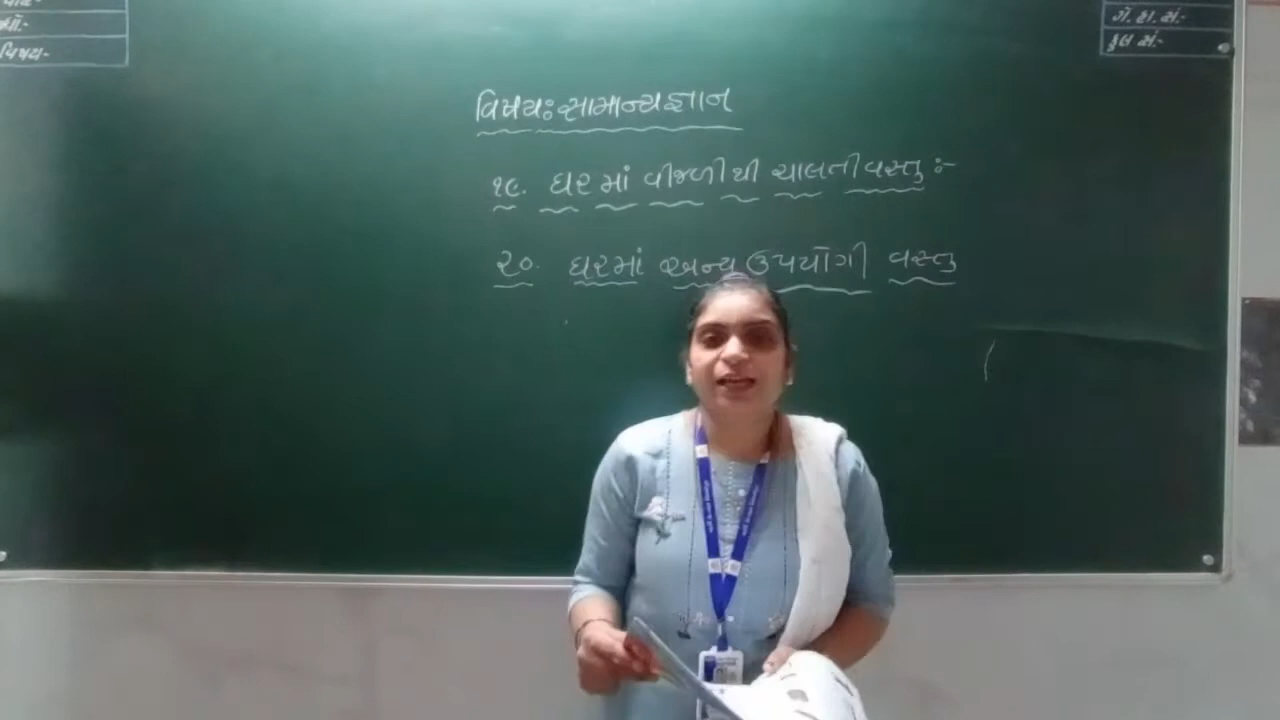 વિષય-
ગે. હા. સં.-
કુલ સં.-
વિષય: સામાન્યજ્ઞાન
૧૯. ઘરમાં વીજળીથી ચાલતી વસ્તુ :-
૨૦. ઘરમાં અન્ય ઉપયોગી વસ્તુ